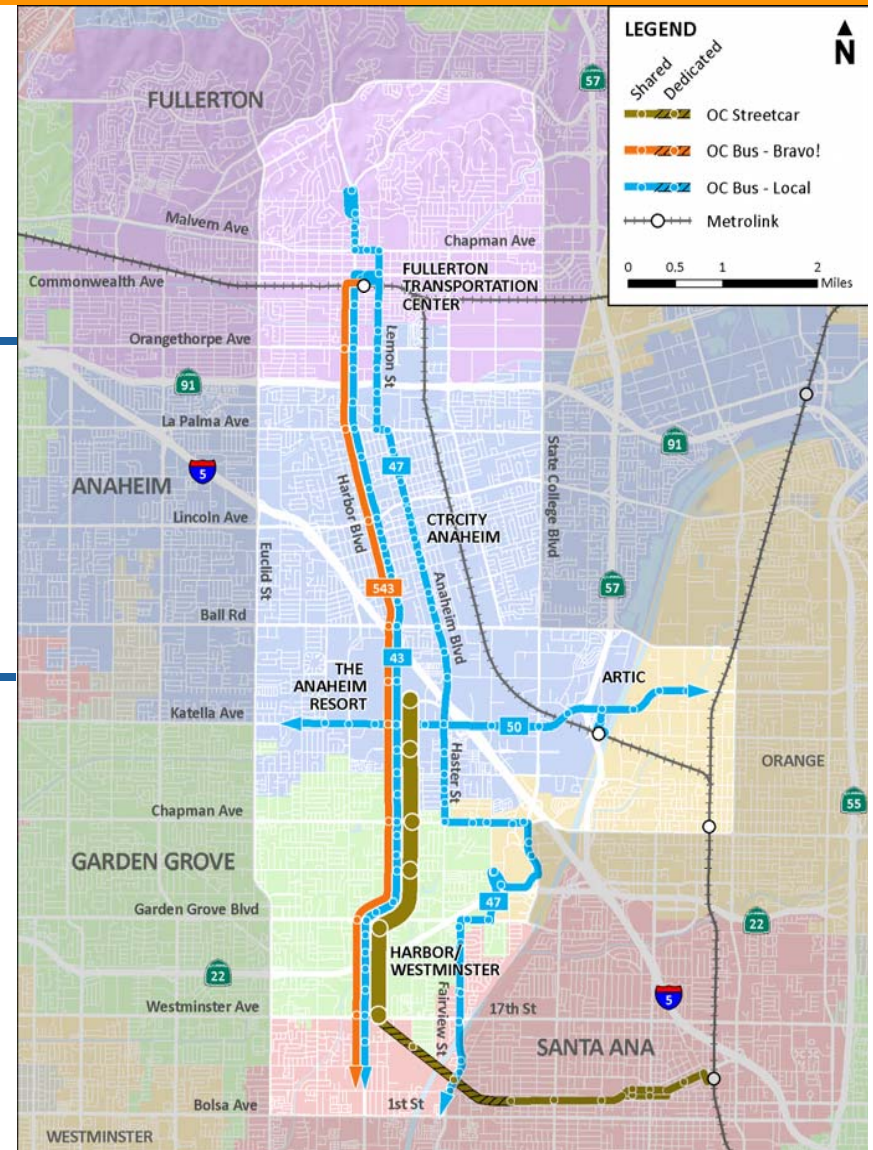 LEGEND
N
Shared
Dedicated
OC Streetcar
OC Bus - Bravo!
OC Bus - Local
Metrolink
0 0.5 1 2
Miles
57
FULLERTON
Malvern Ave
Chapman Ave
FULLERTON
TRANSPORTATION
CENTER
Commonwealth Ave
Orangethorpe Ave
Lemon St
91
La Palma Ave
91
47
5
ANAHEIM
State College Blvd
Harbor Blvd
Lincoln Ave
CTRCITY
ANAHEIM
Euclid St
Anaheim Blvd
543
57
Ball Rd
43
THE
ANAHEIM
RESORT
ARTIC
Katella Ave
50
Haster St
ORANGE
55
Chapman Ave
GARDEN GROVE
47
Garden Grove Blvd
22
HARBOR/
WESTMINSTER
22
Fairview St
5
Westminster Ave
17th St
SANTA ANA
Bolsa Ave
1st St
WESTMINSTER